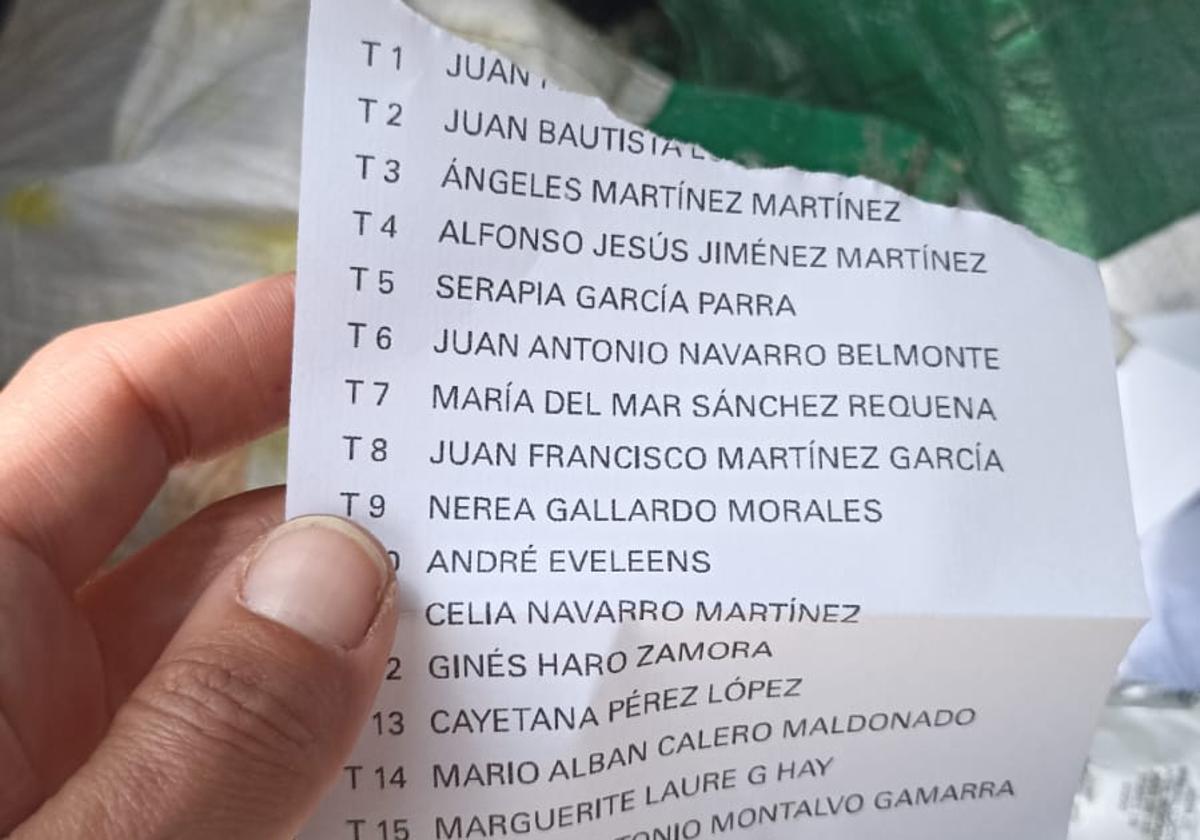 T 1 JUAN
T 2 JUAN BAUTISTA
T 3 ÁNGELES MARTÍNEZ MARTÍNEZ
T 4 ALFONSO JESÚS JIMÉNEZ MARTÍNEZ
T 5 SERAPIA GARCÍA PARRA
T 6 JUAN ANTONIO NAVARRO BELMONTE
T 7 MARÍA DEL MAR SÁNCHEZ REQUENA
T 8 JUAN FRANCISCO MARTÍNEZ GARCÍA
T 9 NEREA GALLARDO MORALES
ANDRÉ EVELEENS
CELIA NAVARRO MARTÍNEZ
2 GINÉS HARO ZAMORA
13 CAYETANA PÉREZ LÓPEZ
T 14 MARIO ALBAN CALERO MALDONADO
T 15 MARGUERITE LAURE G HAY
MONTALVO GAMARRA